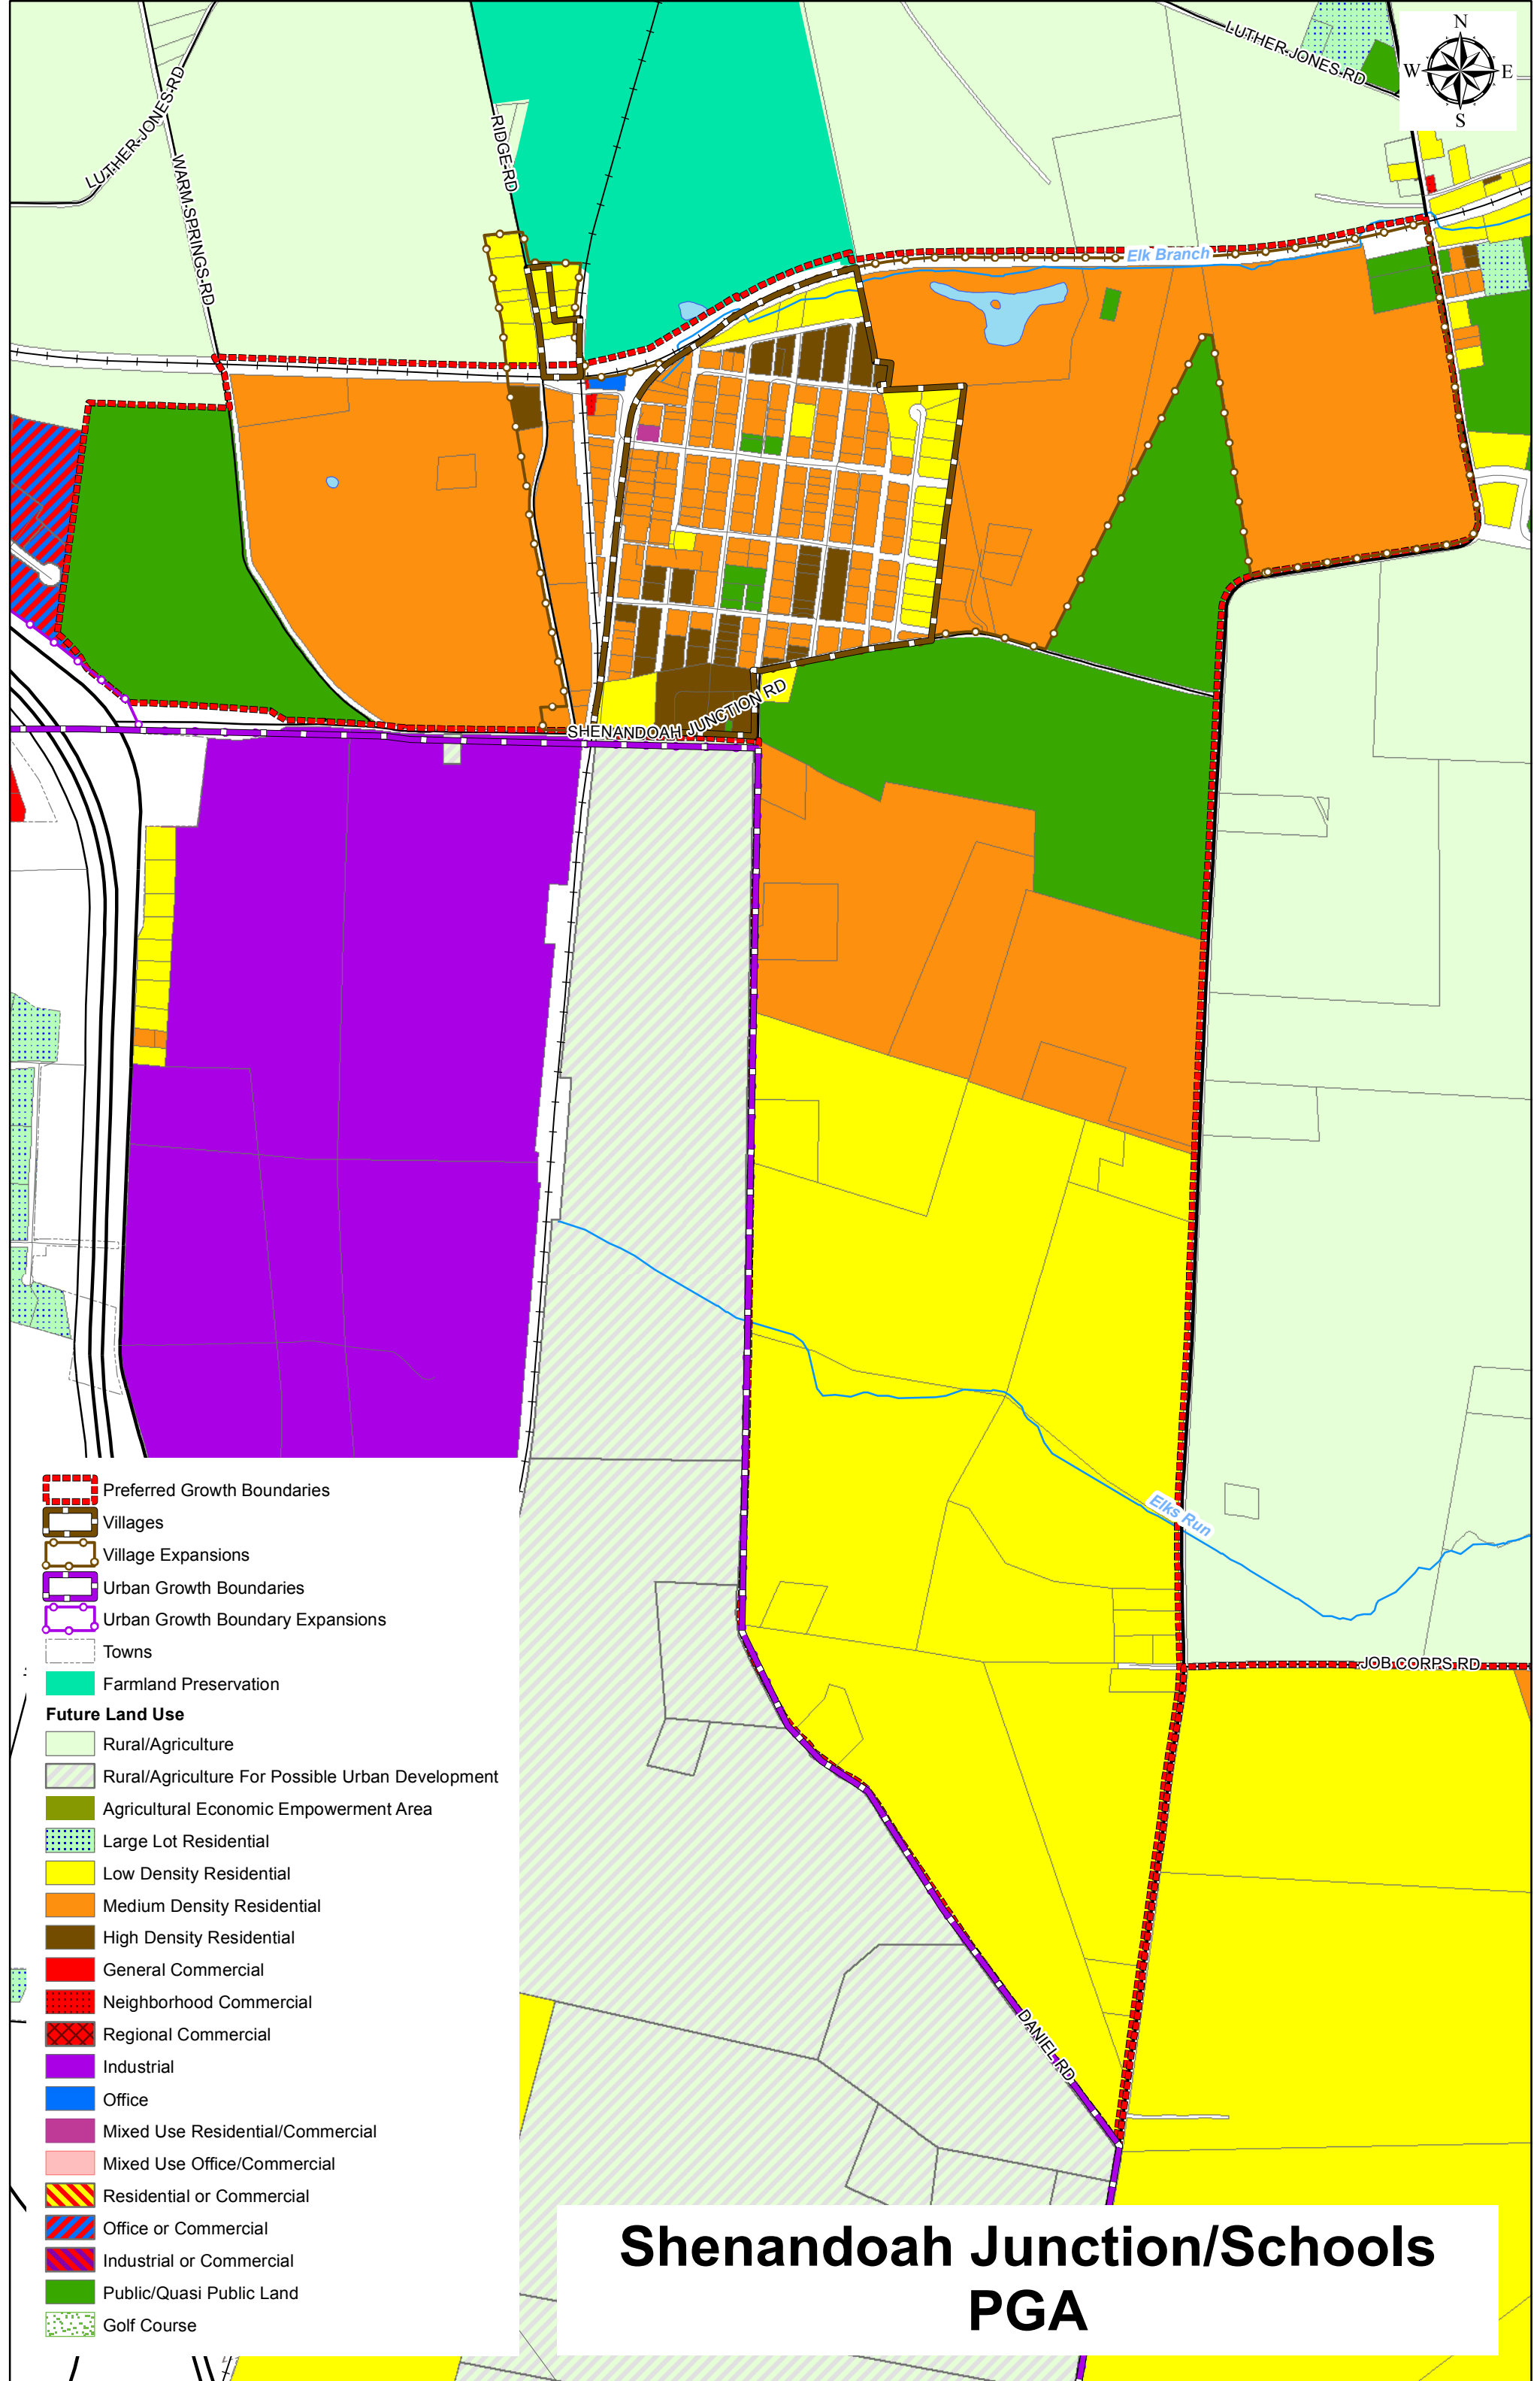 LUTHER JONES RD
N
W
E
S
LUTHER-JONES-RD
WARM-SPRINGS-RD
RIDGE-RD
Elk Branch
SHENANDOAH JUNCTION RD
Elks Run
JOB CORPS RD
DANIEL RD
Preferred Growth Boundaries
Villages
Village Expansions
Urban Growth Boundaries
Urban Growth Boundary Expansions
Towns
Farmland Preservation
Future Land Use
Rural/Agriculture
Rural/Agriculture For Possible Urban Development
Agricultural Economic Empowerment Area
Large Lot Residential
Low Density Residential
Medium Density Residential
High Density Residential
General Commercial
Neighborhood Commercial
Regional Commercial
Industrial
Office
Mixed Use Residential/Commercial
Mixed Use Office/Commercial
Residential or Commercial
Office or Commercial
Industrial or Commercial
Public/Quasi Public Land
Golf Course
Shenandoah Junction/Schools
PGA